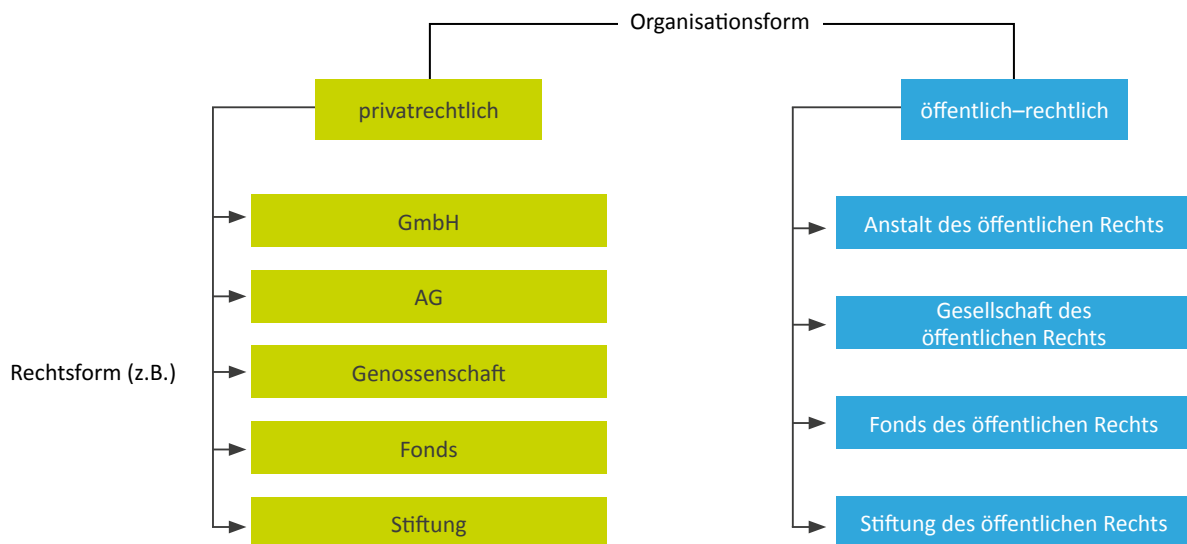 Organisationsform
privatrechtlich
öffentlich–rechtlich
GmbH
AG
Rechtsform (z.B.)
Genossenschaft
Fonds
Stiftung
Anstalt des öffentlichen Rechts
Gesellschaft des
öffentlichen Rechts
Fonds des öffentlichen Rechts
Stiftung des öffentlichen Rechts